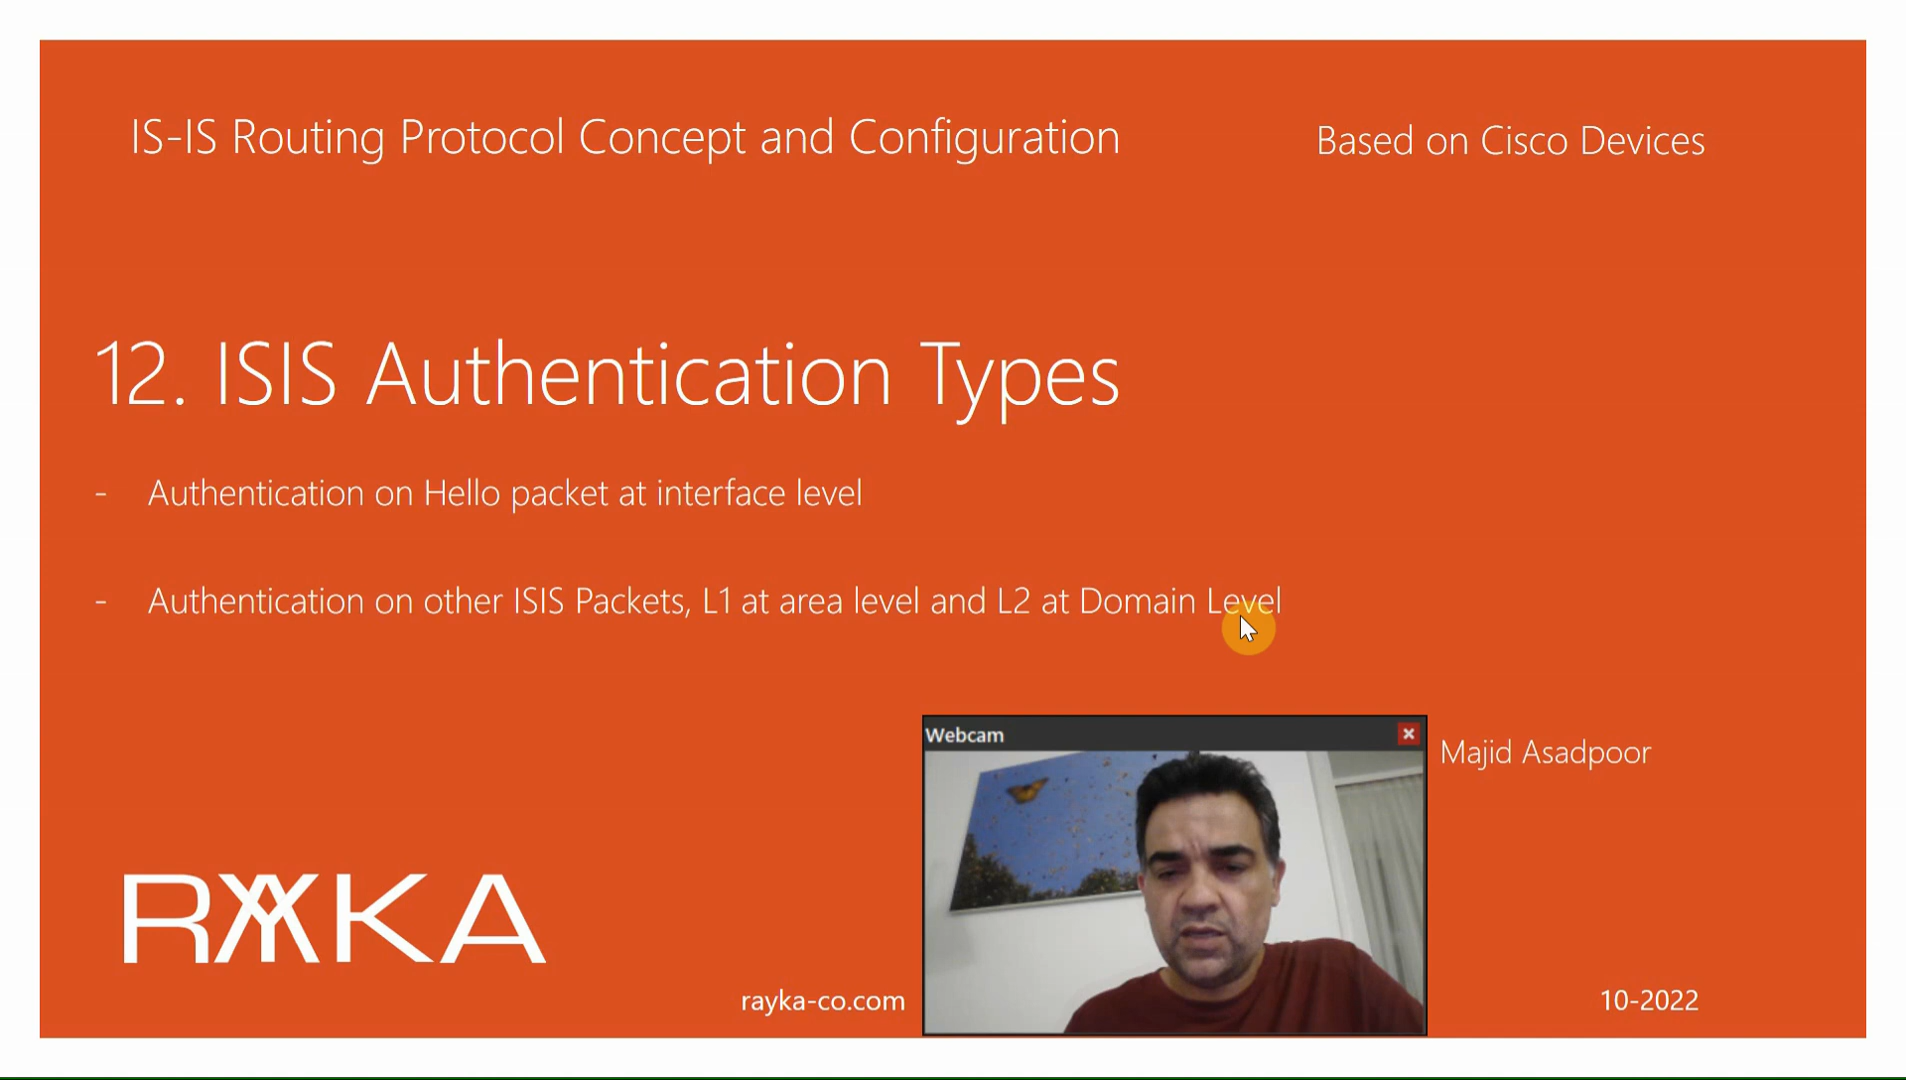 IS-IS Routing Protocol Concept and Configuration
Based on Cisco Devices
12. ISIS Authentication Types
- Authentication on Hello packet at interface level
- Authentication on other ISIS Packets, L1 at area level and L2 at Domain Level
Webcam
Majid Asadpoor
RAYKA
rayka-co.com
10-2022